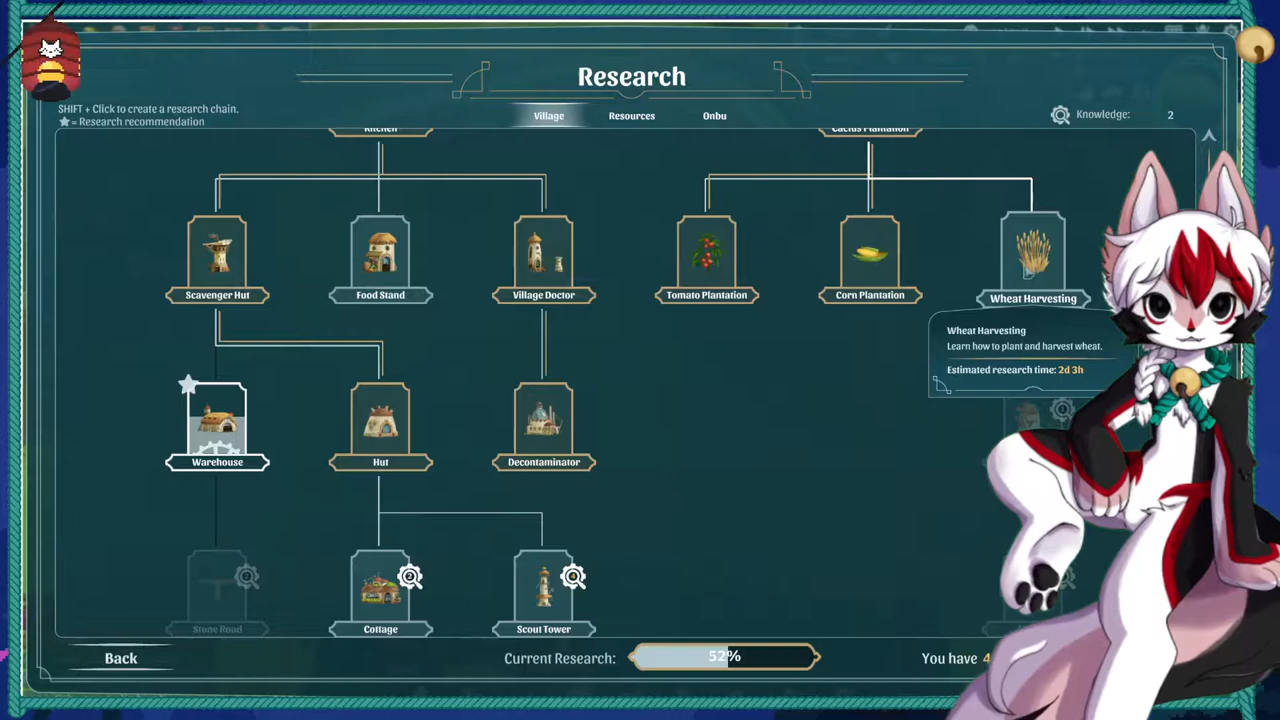 Research
SHIFT + Click to create a research chain.
= Research recommendation
Village
Resources
Onbu
Knowledge: 2
Kitchen
Cactus Plantation
Scavenger Hut
Food Stand
Village Doctor
Tomato Plantation
Corn Plantation
Wheat Harvesting
Wheat Harvesting
Learn how to plant and harvest wheat.
Estimated research time: 2d 3h
Warehouse
Hut
Decontaminator
2
Stone Road
Cottage
Scout Tower
Back
Current Research:
52%
You have 4